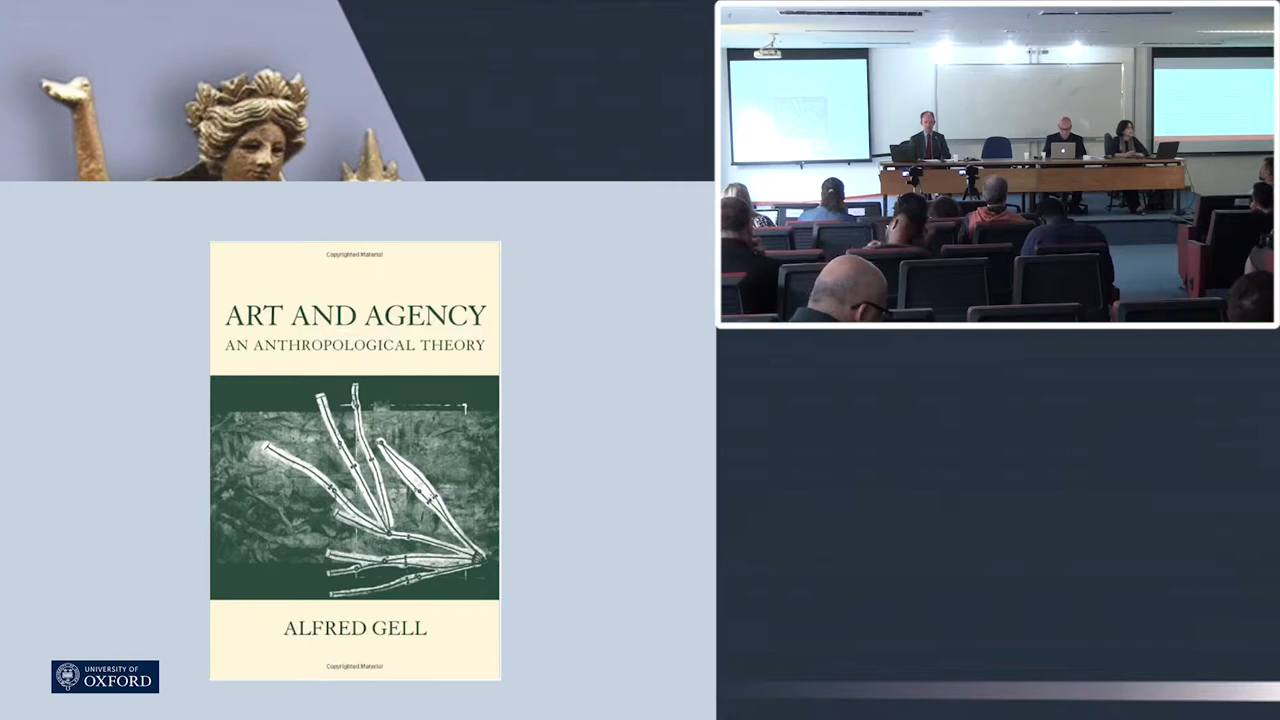 Copyrighted Material
ART AND AGENCY
AN ANTHROPOLOGICAL THEORY
ALFRED GELL
Copyrighted Material
UNIVERSITY OF
OXFORD